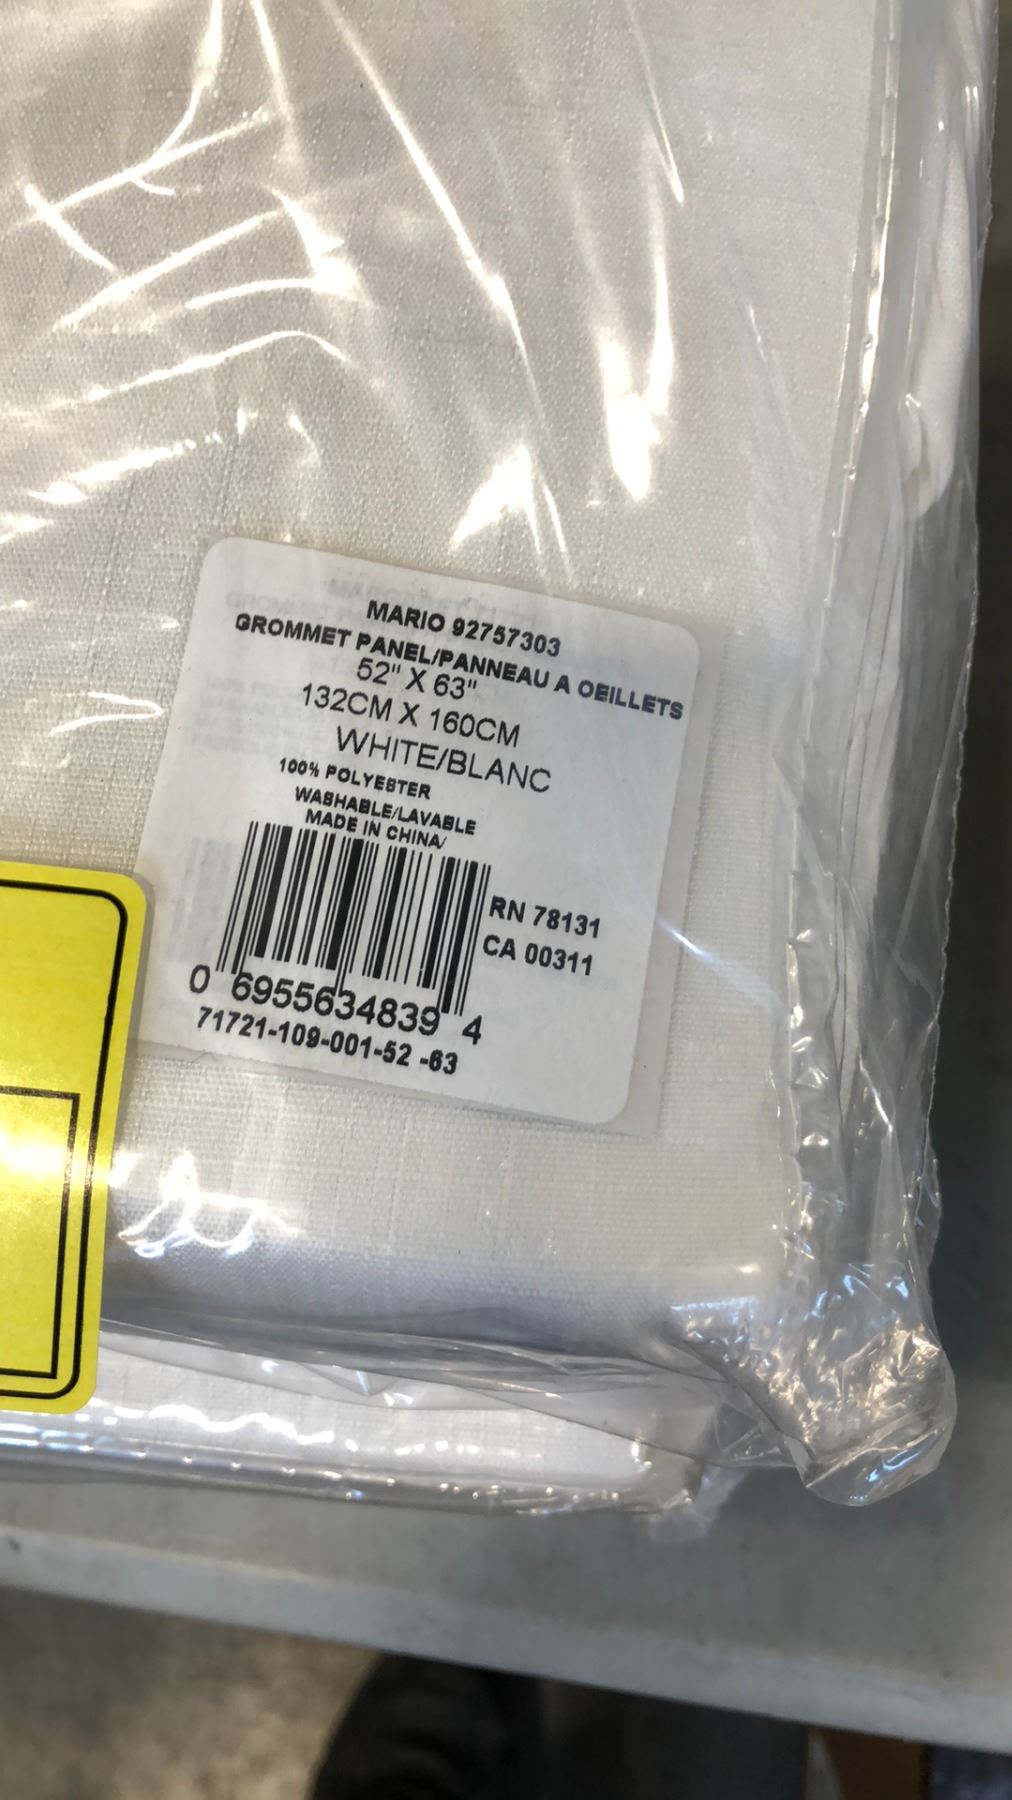 MARIO 92757303
GROMMET PANEL/PANNEAU A OEILLETS
52" X 63"
132CM X 160CM
WHITE/BLANC
100% POLYESTER
WASHABLE/LAVABLE
MADE IN CHINA/
RN 78131
CA 00311
0 6955634839 4
71721-109-001-52 -63